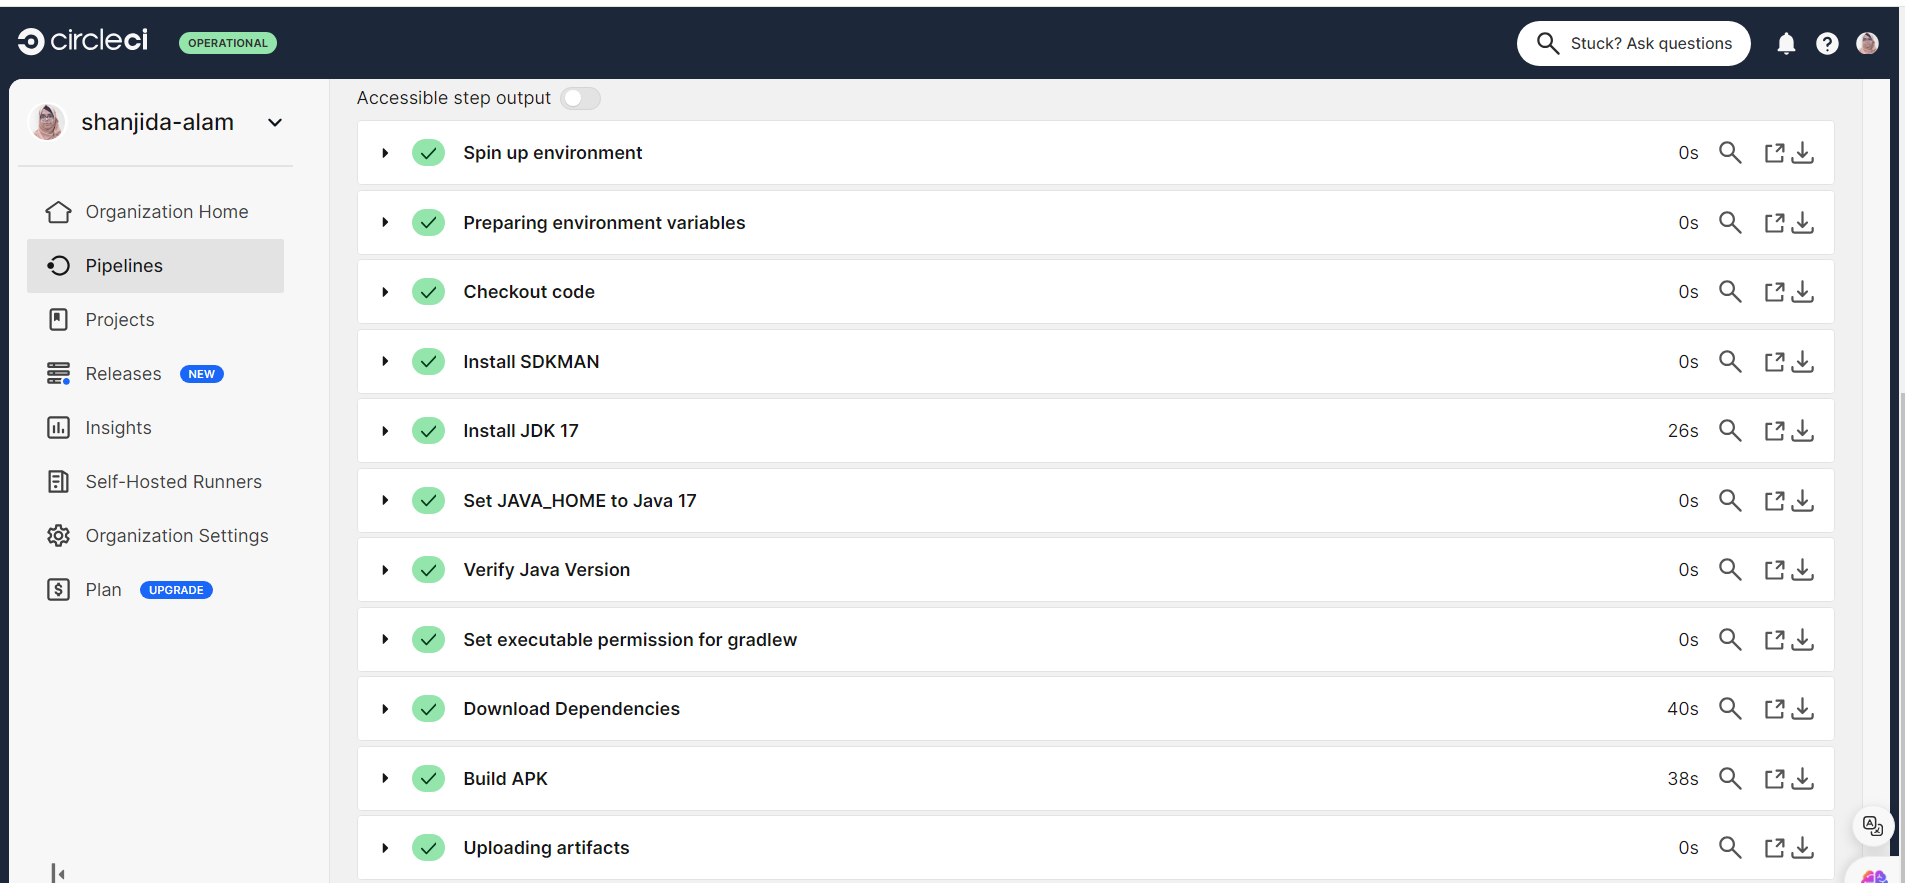 circleci
OPERATIONAL
Stuck? Ask questions
shanjida-alam
Organization Home
Pipelines
Projects
Releases NEW
Insights
Self-Hosted Runners
Organization Settings
Plan UPGRADE
Accessible step output
Spin up environment 0s
Preparing environment variables 0s
Checkout code 0s
Install SDKMAN 0s
Install JDK 17 26s
Set JAVA_HOME to Java 17 0s
Verify Java Version 0s
Set executable permission for gradlew 0s
Download Dependencies 40s
Build APK 38s
Uploading artifacts 0s